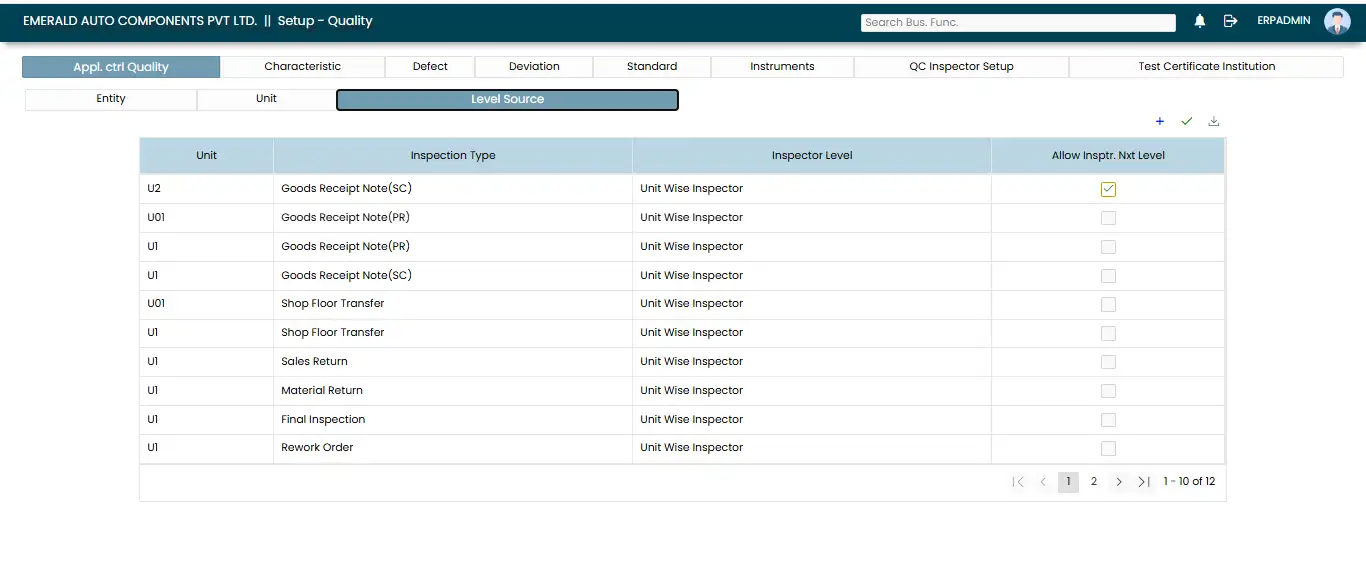 EMERALD AUTO COMPONENTS PVT LTD. || Setup - Quality Search Bus. Func. ERPADMIN
Appl. ctrl Quality Characteristic Defect Deviation Standard Instruments QC Inspector Setup Test Certificate Institution
Entity Unit Level Source
Unit Inspection Type Inspector Level Allow Insptr. Nxt Level
U2 Goods Receipt Note(SC) Unit Wise Inspector
U01 Goods Receipt Note(PR) Unit Wise Inspector
U1 Goods Receipt Note(PR) Unit Wise Inspector
U1 Goods Receipt Note(SC) Unit Wise Inspector
U01 Shop Floor Transfer Unit Wise Inspector
U1 Shop Floor Transfer Unit Wise Inspector
U1 Sales Return Unit Wise Inspector
U1 Material Return Unit Wise Inspector
U1 Final Inspection Unit Wise Inspector
U1 Rework Order Unit Wise Inspector
1 2 1 - 10 of 12